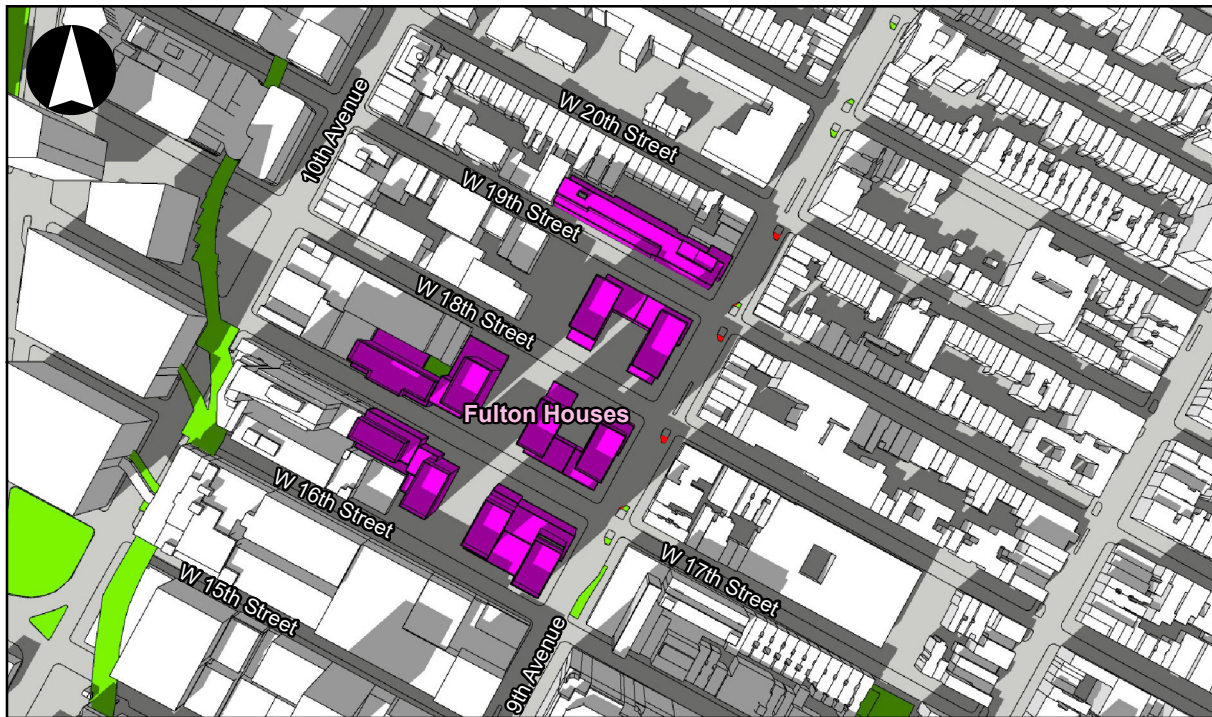 10th Avenue
W 20th Street
W 19th Street
W 18th Street
Fulton Houses
W 16th Street
W 17th Street
W 15th Street
9th Avenue